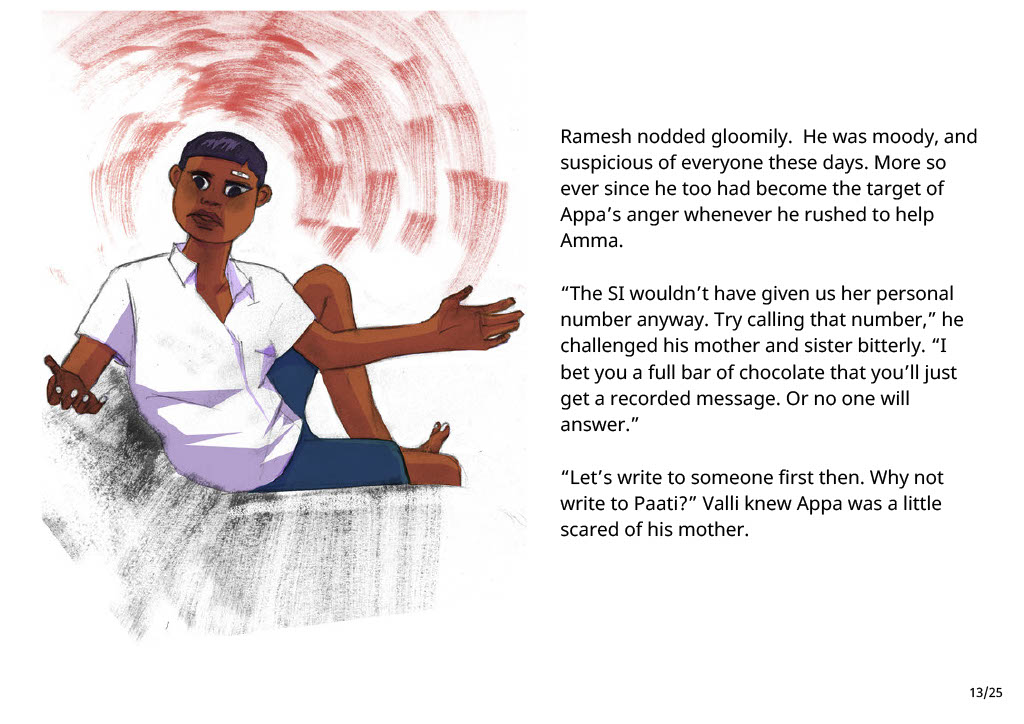 Ramesh nodded gloomily.  He was moody, and
suspicious of everyone these days. More so
ever since he too had become the target of
Appa’s anger whenever he rushed to help
Amma.
“The SI wouldn’t have given us her personal
number anyway. Try calling that number,” he
challenged his mother and sister bitterly. “I
bet you a full bar of chocolate that you’ll just
get a recorded message. Or no one will
answer.”
“Let’s write to someone first then. Why not
write to Paati?” Valli knew Appa was a little
scared of his mother.
13/25